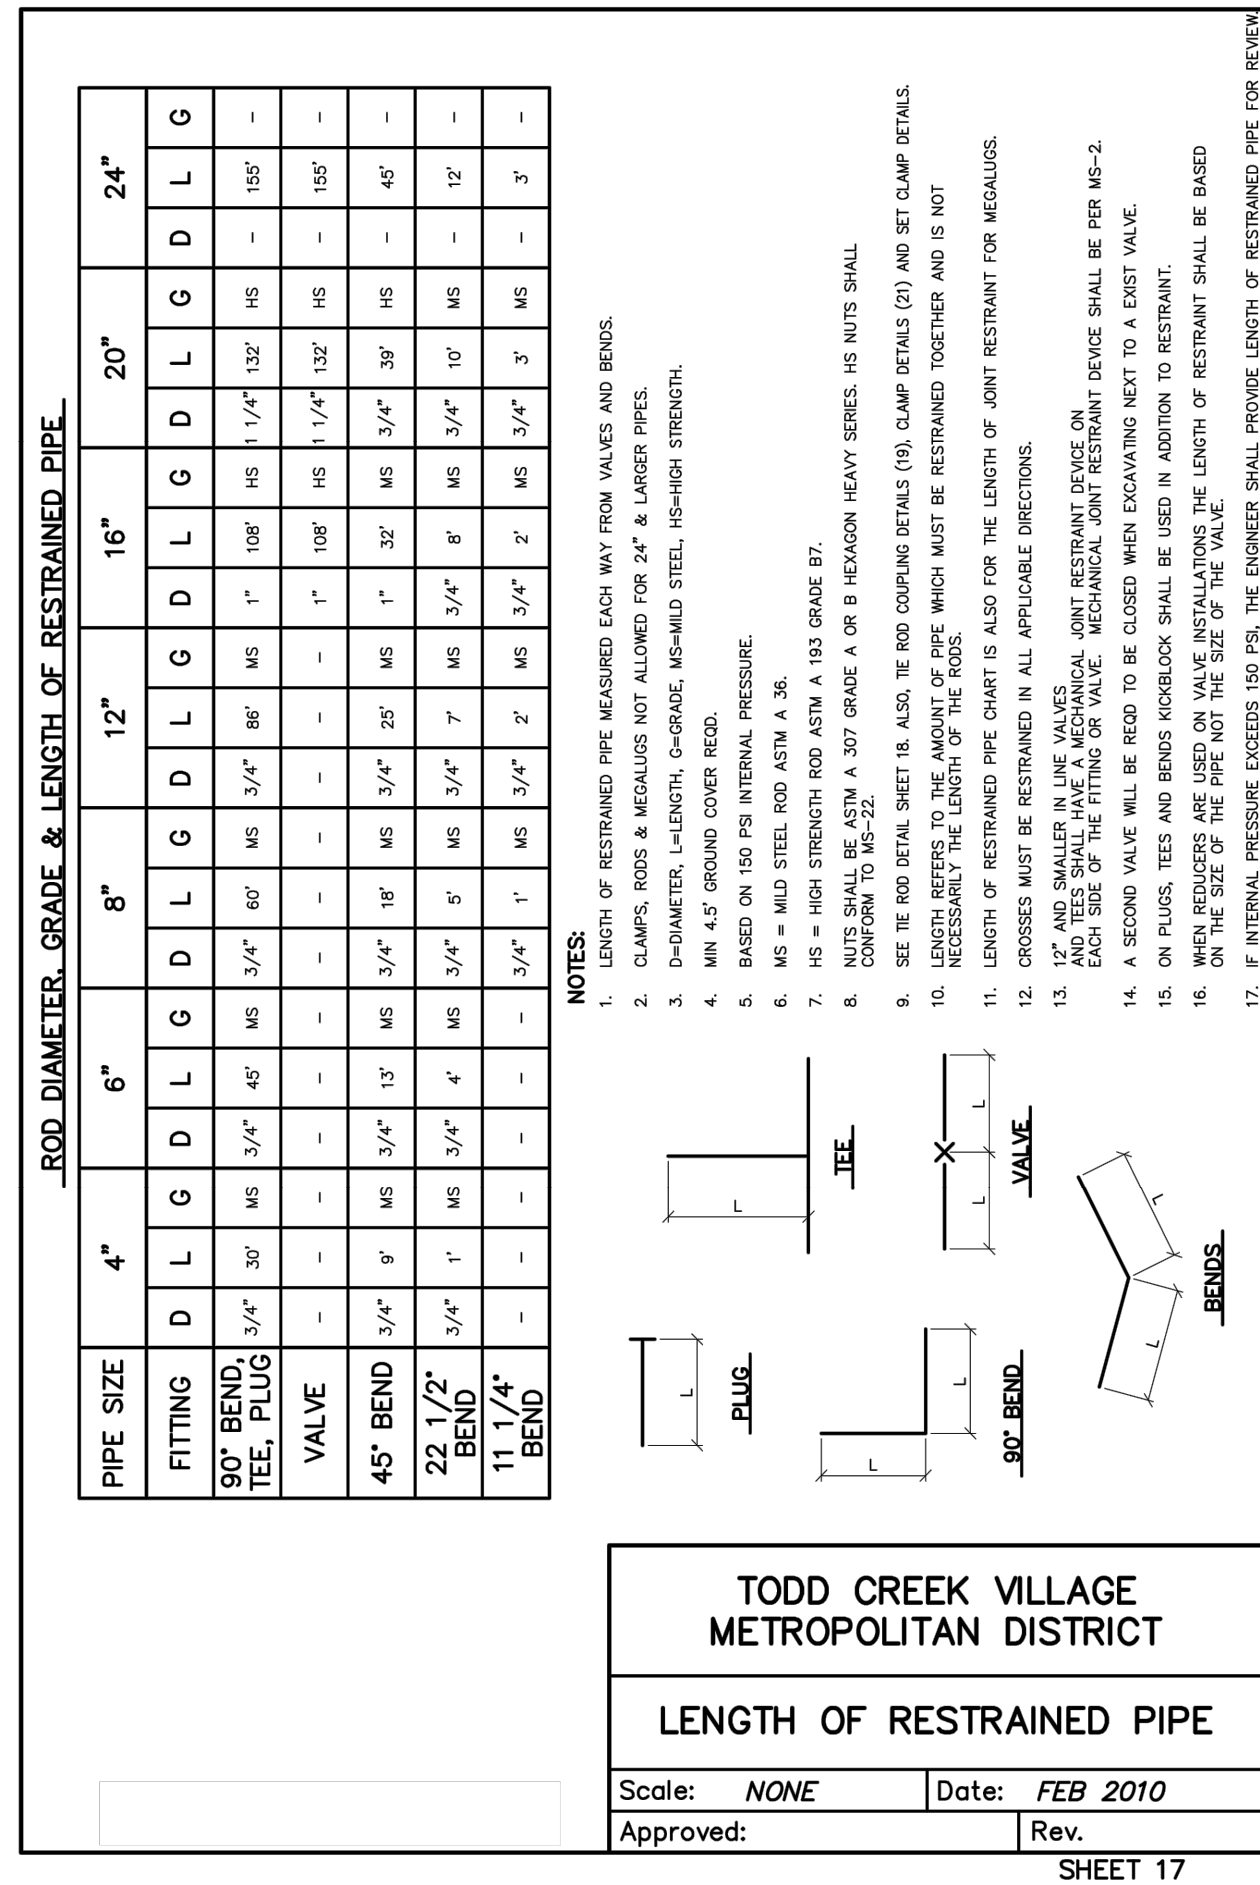 ROD DIAMETER, GRADE & LENGTH OF RESTRAINED PIPE
PIPE SIZE 4" 6" 8" 12" 16" 20" 24"
FITTING D L G D L G D L G D L G D L G D L G D L G
90° BEND, TEE, PLUG 3/4" 30' MS 3/4" 45' MS 3/4" 60' MS 3/4" 86' MS 1" 108' HS 1 1/4" 132' HS - 155' -
VALVE - - - - - - - - - - - - 1" 108' HS 1 1/4" 132' HS - 155' -
45° BEND 3/4" 9' MS 3/4" 13' MS 3/4" 18' MS 3/4" 25' MS 1" 32' MS 3/4" 39' HS - 45' -
22 1/2° BEND 3/4" 1' MS 3/4" 4' MS 3/4" 5' MS 3/4" 7' MS 3/4" 8' MS 3/4" 10' MS - 12' -
11 1/4° BEND - - - - - - 3/4" 1' MS 3/4" 2' MS 3/4" 2' MS 3/4" 3' MS - 3' -
NOTES:
1. LENGTH OF RESTRAINED PIPE MEASURED EACH WAY FROM VALVES AND BENDS.
2. CLAMPS, RODS & MEGALUGS NOT ALLOWED FOR 24" & LARGER PIPES.
3. D=DIAMETER, L=LENGTH, G=GRADE, MS=MILD STEEL, HS=HIGH STRENGTH.
4. MIN 4.5' GROUND COVER REQD.
5. BASED ON 150 PSI INTERNAL PRESSURE.
6. MS = MILD STEEL ROD ASTM A 36.
7. HS = HIGH STRENGTH ROD ASTM A 193 GRADE B7.
8. NUTS SHALL BE ASTM A 307 GRADE A OR B HEXAGON HEAVY SERIES. HS NUTS SHALL
CONFORM TO MS-22.
9. SEE TIE ROD DETAIL SHEET 18. ALSO, TIE ROD COUPLING DETAILS (19), CLAMP DETAILS (21) AND SET CLAMP DETAILS.
10. LENGTH REFERS TO THE AMOUNT OF PIPE WHICH MUST BE RESTRAINED TOGETHER AND IS NOT
NECESSARILY THE LENGTH OF THE RODS.
11. LENGTH OF RESTRAINED PIPE CHART IS ALSO FOR THE LENGTH OF JOINT RESTRAINT FOR MEGALUGS.
12. CROSSES MUST BE RESTRAINED IN ALL APPLICABLE DIRECTIONS.
13. 12" AND SMALLER IN LINE VALVES
AND TEES SHALL HAVE A MECHANICAL JOINT RESTRAINT DEVICE ON
EACH SIDE OF THE FITTING OR VALVE. MECHANICAL JOINT RESTRAINT DEVICE SHALL BE PER MS-2.
14. A SECOND VALVE WILL BE REQD TO BE CLOSED WHEN EXCAVATING NEXT TO A EXIST VALVE.
15. ON PLUGS, TEES AND BENDS KICKBLOCK SHALL BE USED IN ADDITION TO RESTRAINT.
16. WHEN REDUCERS ARE USED ON VALVE INSTALLATIONS THE LENGTH OF RESTRAINT SHALL BE BASED
ON THE SIZE OF THE PIPE NOT THE SIZE OF THE VALVE.
17. IF INTERNAL PRESSURE EXCEEDS 150 PSI, THE ENGINEER SHALL PROVIDE LENGTH OF RESTRAINED PIPE FOR REVIEW.
L
PLUG
L
TEE
L
L
90° BEND
L
L
VALVE
L
L
BENDS
TODD CREEK VILLAGE
METROPOLITAN DISTRICT
LENGTH OF RESTRAINED PIPE
Scale: NONE Date: FEB 2010
Approved: Rev.
SHEET 17